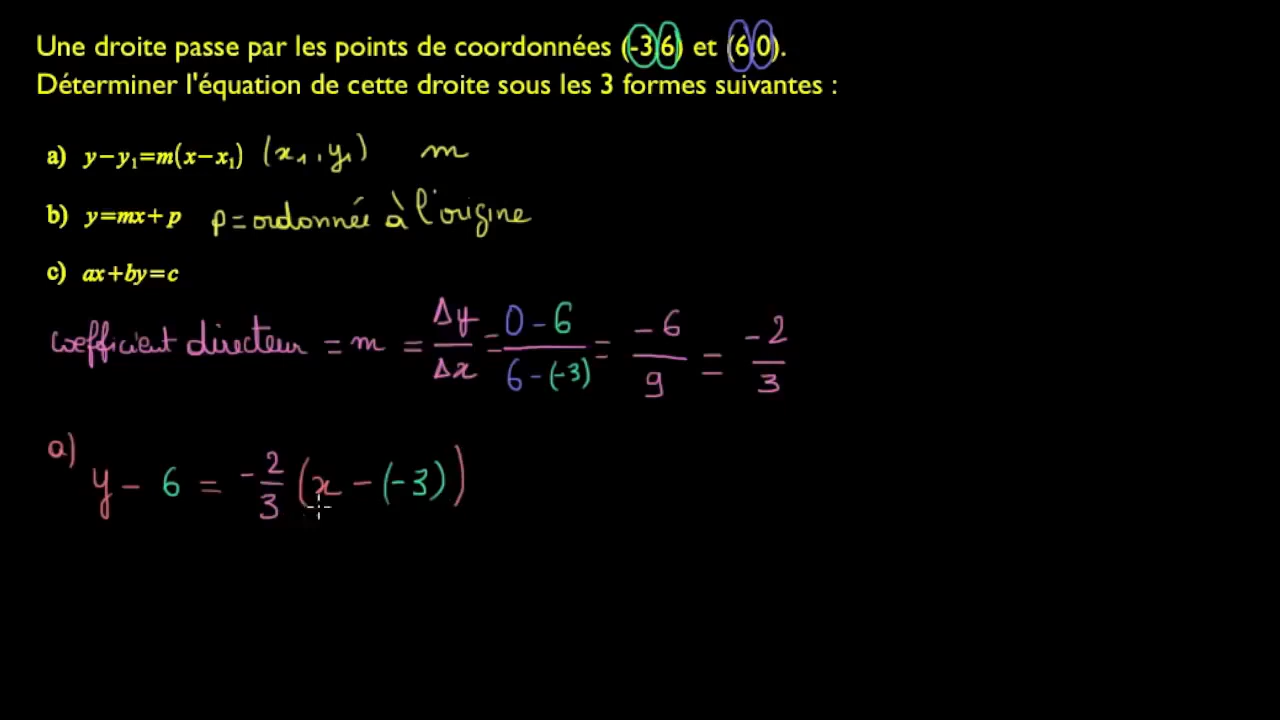 Une droite passe par les points de coordonnées (-3 6) et (6 0).
Déterminer l'équation de cette droite sous les 3 formes suivantes :
a) y−y₁=m(x−x₁) (x₁,y₁) m
b) y=mx+p p=ordonnée à l'origine
c) ax+by=c
coefficient directeur = m = Δy/Δx = 0-6/6-(-3) = -6/9 = -2/3
a)
y - 6 = -2/3 (x - (-3))